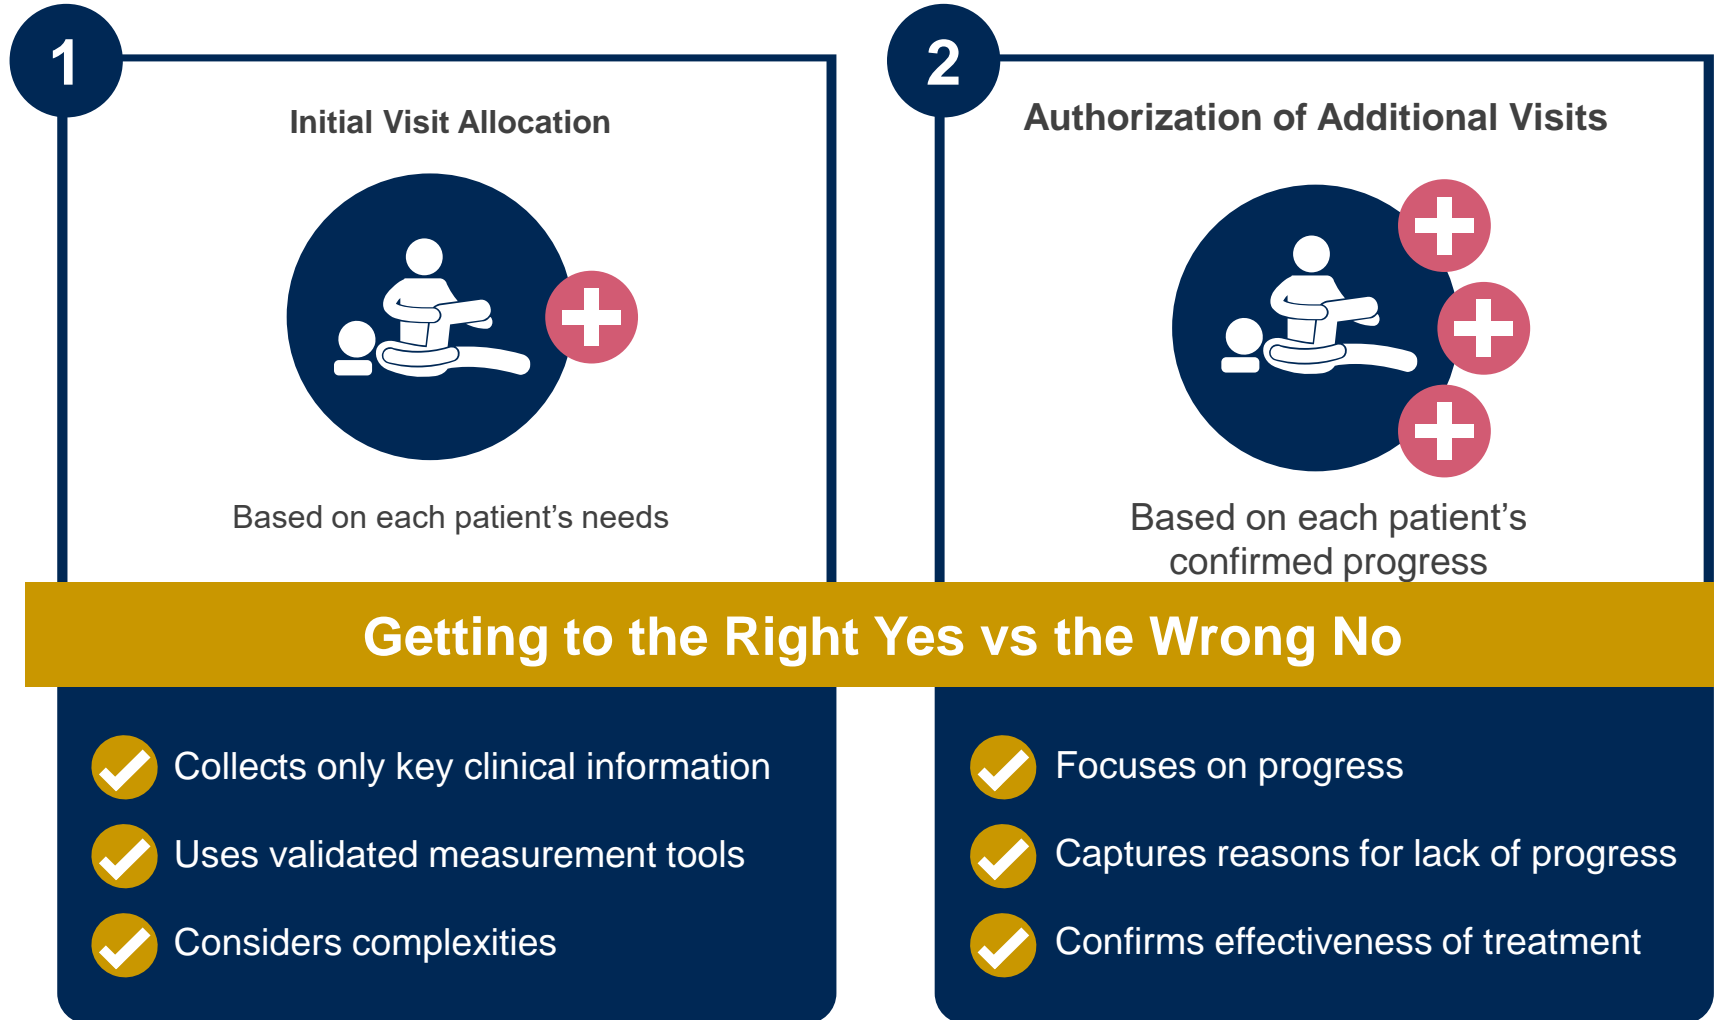 1
Initial Visit Allocation
Based on each patient’s needs
2
Authorization of Additional Visits
Based on each patient’s
confirmed progress
Getting to the Right Yes vs the Wrong No
Collects only key clinical information
Uses validated measurement tools
Considers complexities
Focuses on progress
Captures reasons for lack of progress
Confirms effectiveness of treatment